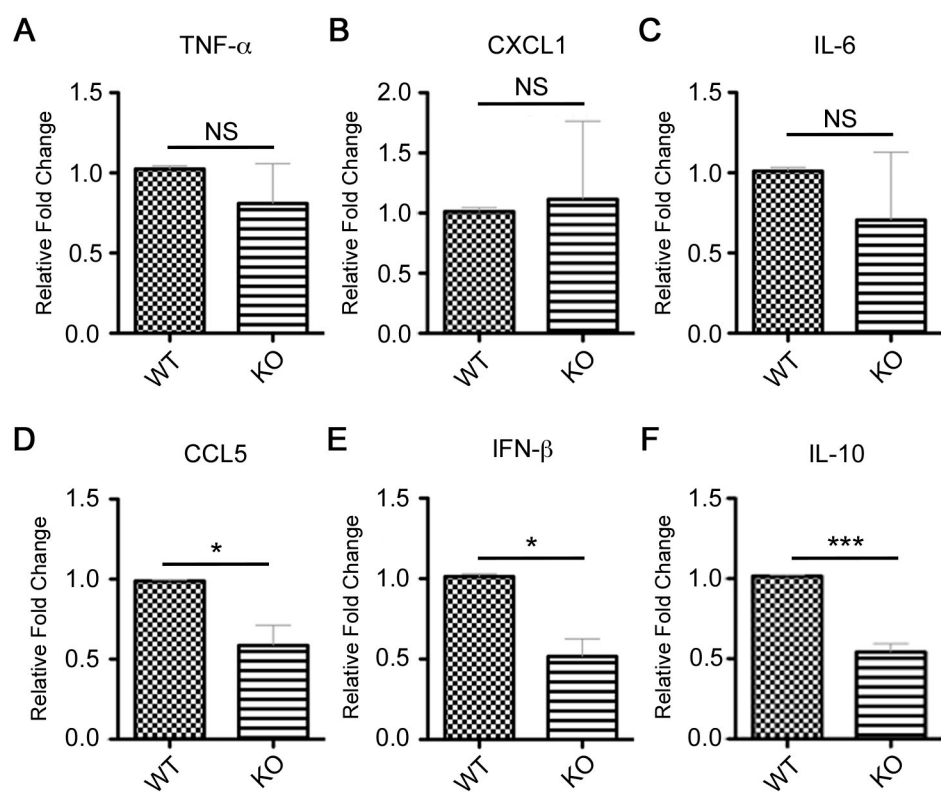 A
TNF-α
Relative Fold Change
1.5
1.0
0.5
0.0
NS
WT
KO
B
CXCL1
Relative Fold Change
2.0
1.5
1.0
0.5
0.0
NS
WT
KO
C
IL-6
Relative Fold Change
1.5
1.0
0.5
0.0
NS
WT
KO
D
CCL5
Relative Fold Change
1.5
1.0
0.5
0.0
*
WT
KO
E
IFN-β
Relative Fold Change
1.5
1.0
0.5
0.0
*
WT
KO
F
IL-10
Relative Fold Change
1.5
1.0
0.5
0.0
***
WT
KO